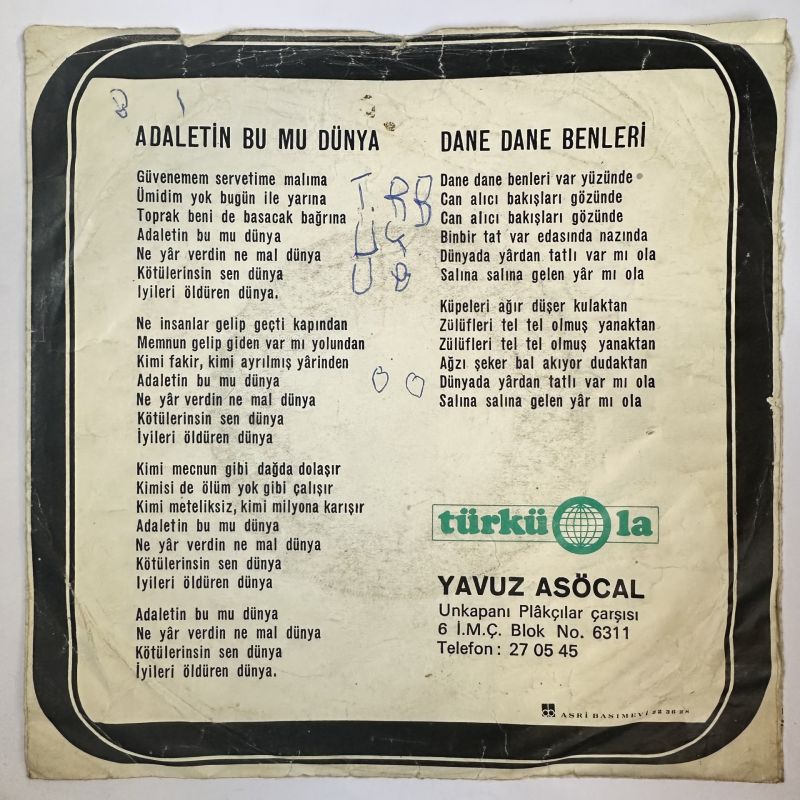 ADALETİN BU MU DÜNYA
Güvenemem servetime malıma
Ümidim yok bugün ile yarına
Toprak beni de basacak bağrına
Adaletin bu mu dünya
Ne yâr verdin ne mal dünya
Kötülerinsin sen dünya
İyileri öldüren dünya.
Ne insanlar gelip geçti kapından
Memnun gelip giden var mı yolundan
Kimi fakir, kimi ayrılmış yârinden
Adaletin bu mu dünya
Ne yâr verdin ne mal dünya
Kötülerinsin sen dünya
İyileri öldüren dünya
Kimi mecnun gibi dağda dolaşır
Kimisi de ölüm yok gibi çalışır
Kimi meteliksiz, kimi milyona karışır
Adaletin bu mu dünya
Ne yâr verdin ne mal dünya
Kötülerinsin sen dünya
İyileri öldüren dünya
Adaletin bu mu dünya
Ne yâr verdin ne mal dünya
Kötülerinsin sen dünya
İyileri öldüren dünya.
DANE DANE BENLERİ
Dane dane benleri var yüzünde
Can alıcı bakışları gözünde
Can alıcı bakışları gözünde
Binbir tat var edasında nazında
Dünyada yârdan tatlı var mı ola
Salına salına gelen yâr mı ola
Küpeleri ağır düşer kulaktan
Zülüfleri tel tel olmuş yanaktan
Zülüfleri tel tel olmuş yanaktan
Ağzı şeker bal akıyor dudaktan
Dünyada yârdan tatlı var mı ola
Salına salına gelen yâr mı ola
türkü la
YAVUZ ASÖCAL
Unkapanı Plâkçılar çarşısı
6 İ.M.Ç. Blok No. 6311
Telefon: 27 05 45
ASRİ BASIMEVİ 22 36 28